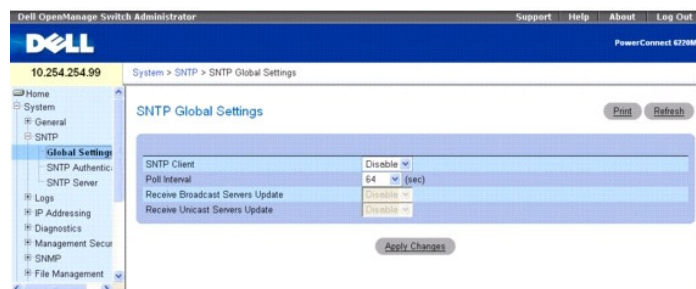 Dell OpenManage Switch Administrator
Support Help About Log Out
DELL
PowerConnect 6220M
10.254.254.99
System > SNTP > SNTP Global Settings
Home
System
General
SNTP
Global Settings
SNTP Authentic
SNTP Server
Logs
IP Addressing
Diagnostics
Management Secur
SNMP
File Management
SNTP Global Settings
Print Refresh
SNTP Client Disable
Poll Interval 64 (sec)
Receive Broadcast Servers Update Disable
Receive Unicast Servers Update Disable
Apply Changes